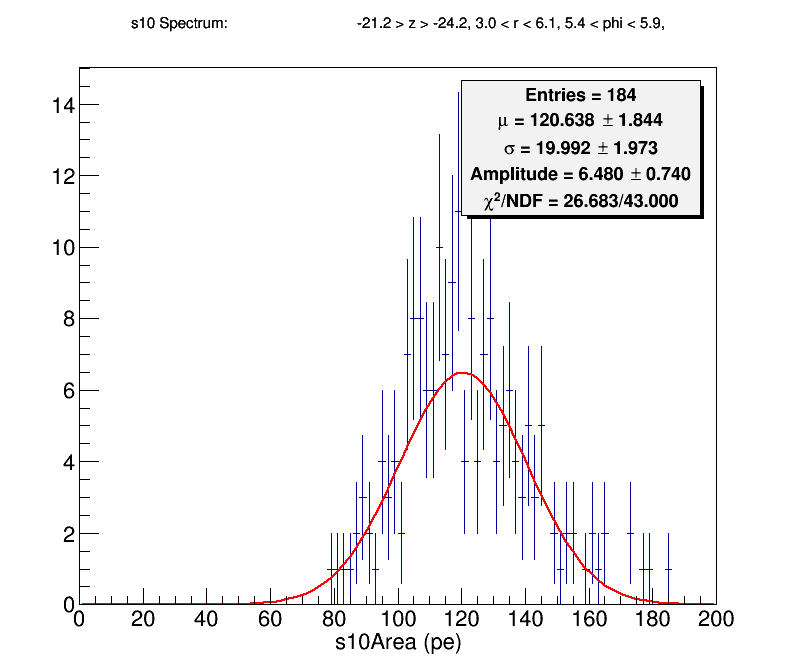 s10 Spectrum: -21.2 > z > -24.2, 3.0 < r < 6.1, 5.4 < phi < 5.9,
Entries = 184
μ = 120.638 ± 1.844
σ = 19.992 ± 1.973
Amplitude = 6.480 ± 0.740
χ²/NDF = 26.683/43.000
14
12
10
8
6
4
2
0
0 20 40 60 80 100 120 140 160 180 200
s10Area (pe)